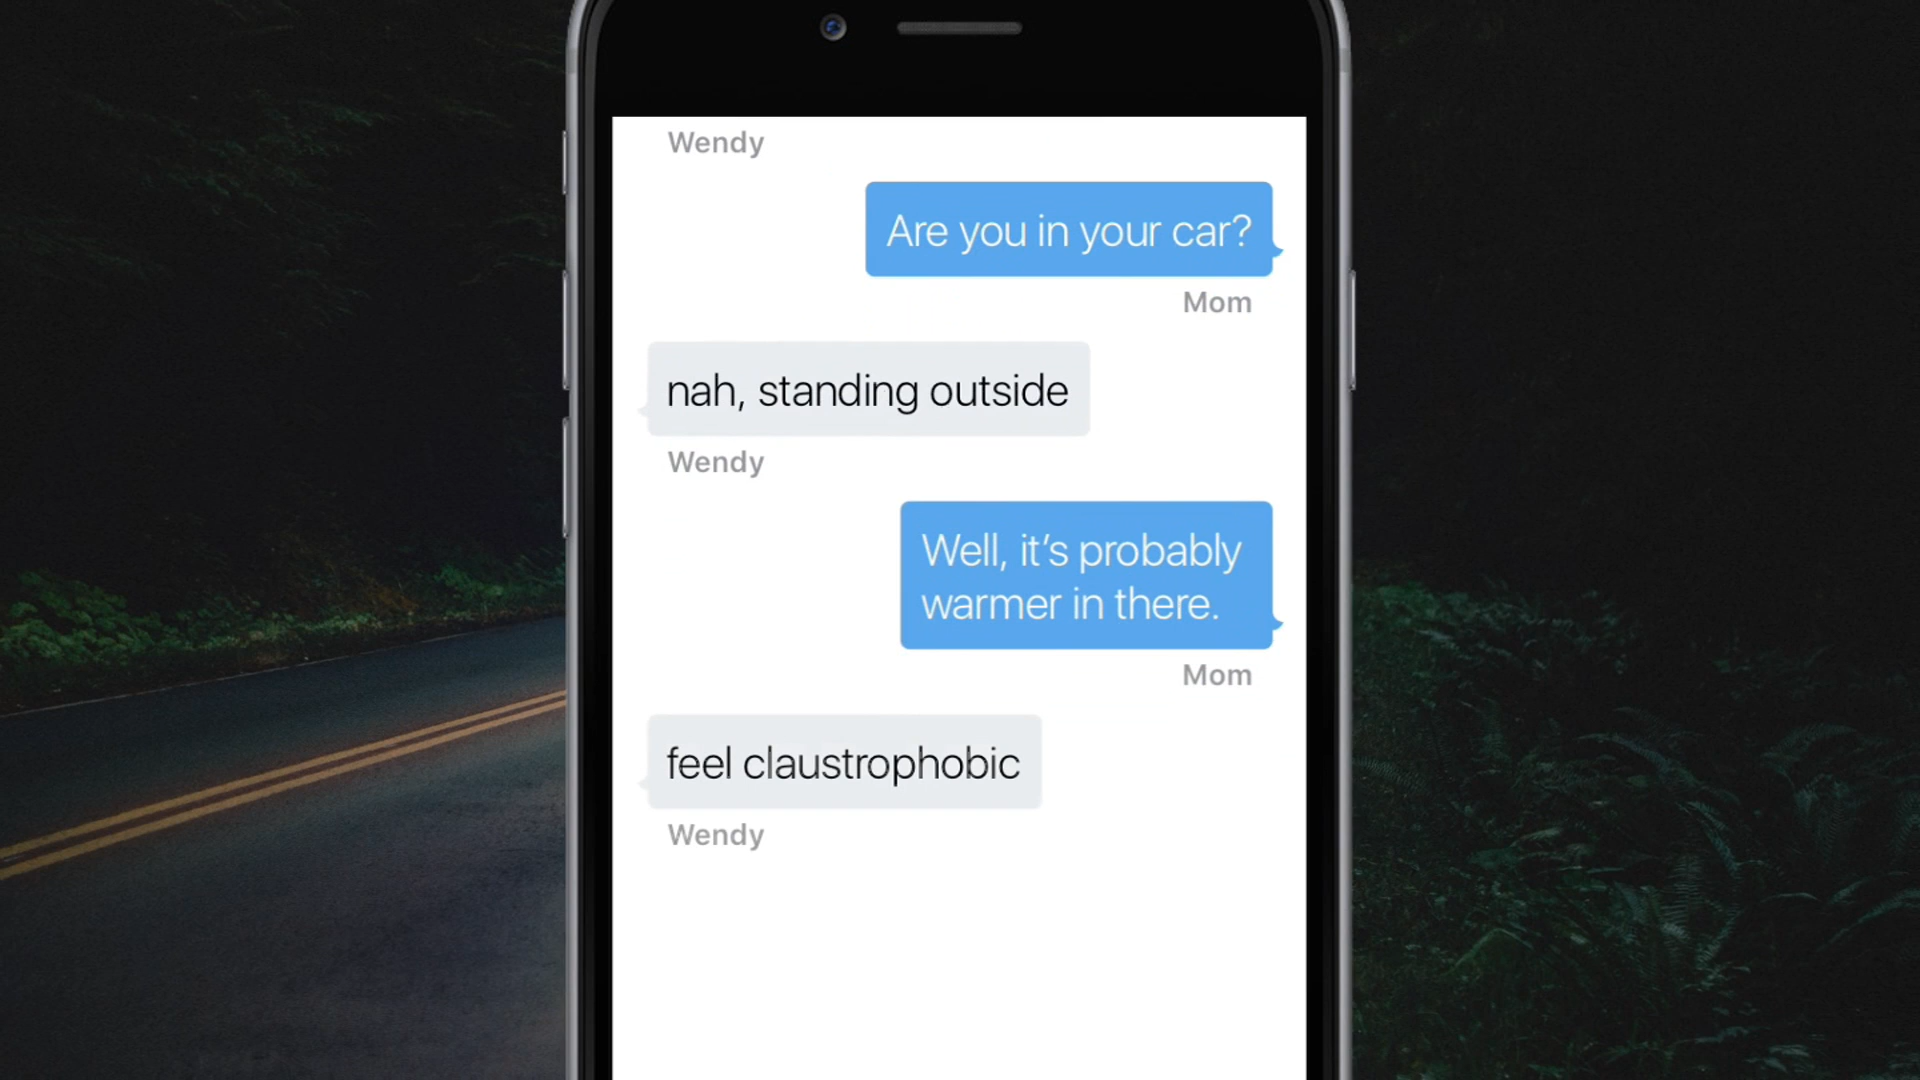 Wendy
Are you in your car?
Mom
nah, standing outside
Wendy
Well, it’s probably
warmer in there.
Mom
feel claustrophobic
Wendy